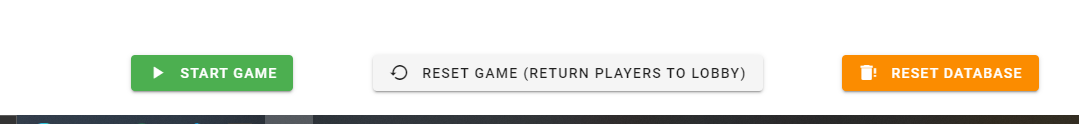 START GAME
RESET GAME (RETURN PLAYERS TO LOBBY)
RESET DATABASE